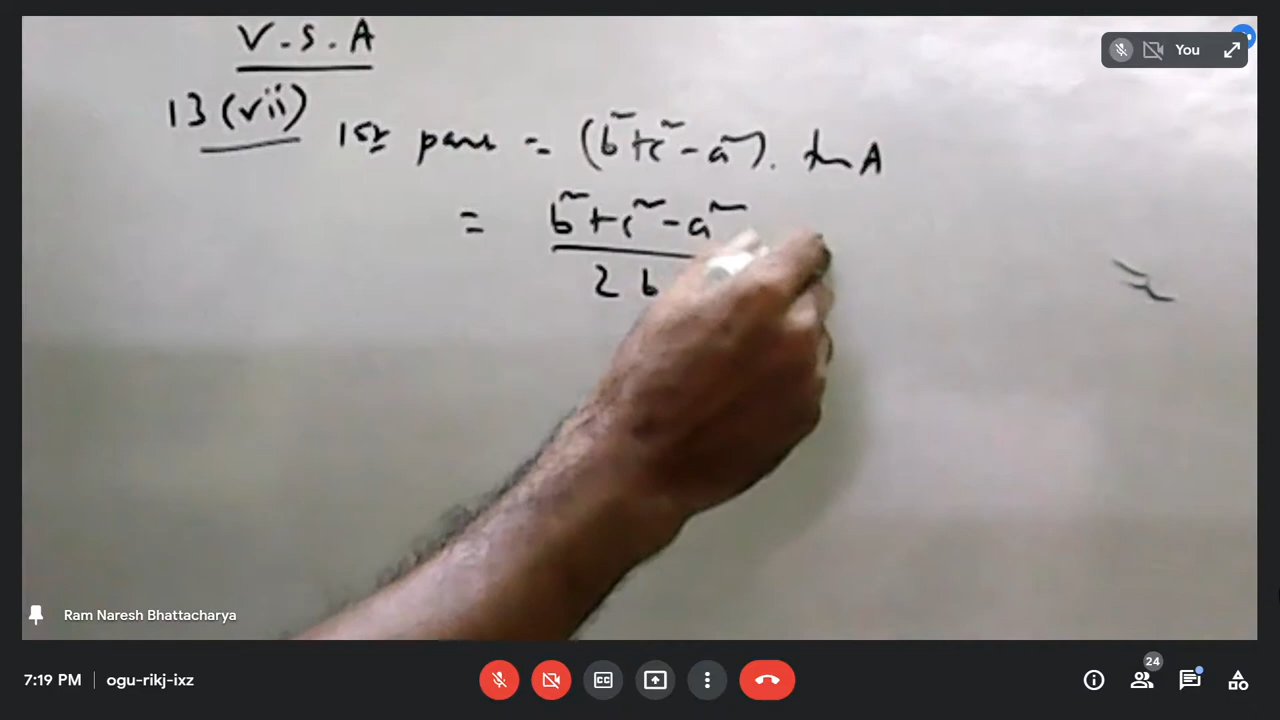 V.S.A
You
13(vii) 1st part = (b²+c²-a²). tan A
= b²+c²-a²
2b
Ram Naresh Bhattacharya
7:19 PM | ogu-rikj-ixz
24